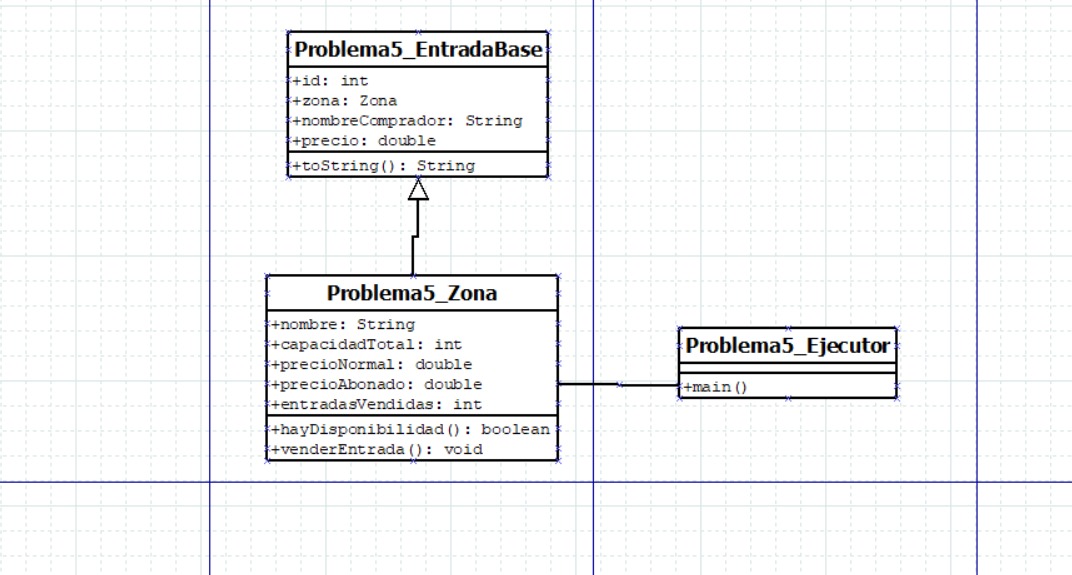 Problema5_EntradaBase
+id: int
+zona: Zona
+nombreComprador: String
+precio: double
+toString(): String
Problema5_Zona
+nombre: String
+capacidadTotal: int
+precioNormal: double
+precioAbonado: double
+entradasVendidas: int
+hayDisponibilidad(): boolean
+venderEntrada(): void
Problema5_Ejecutor
+main()